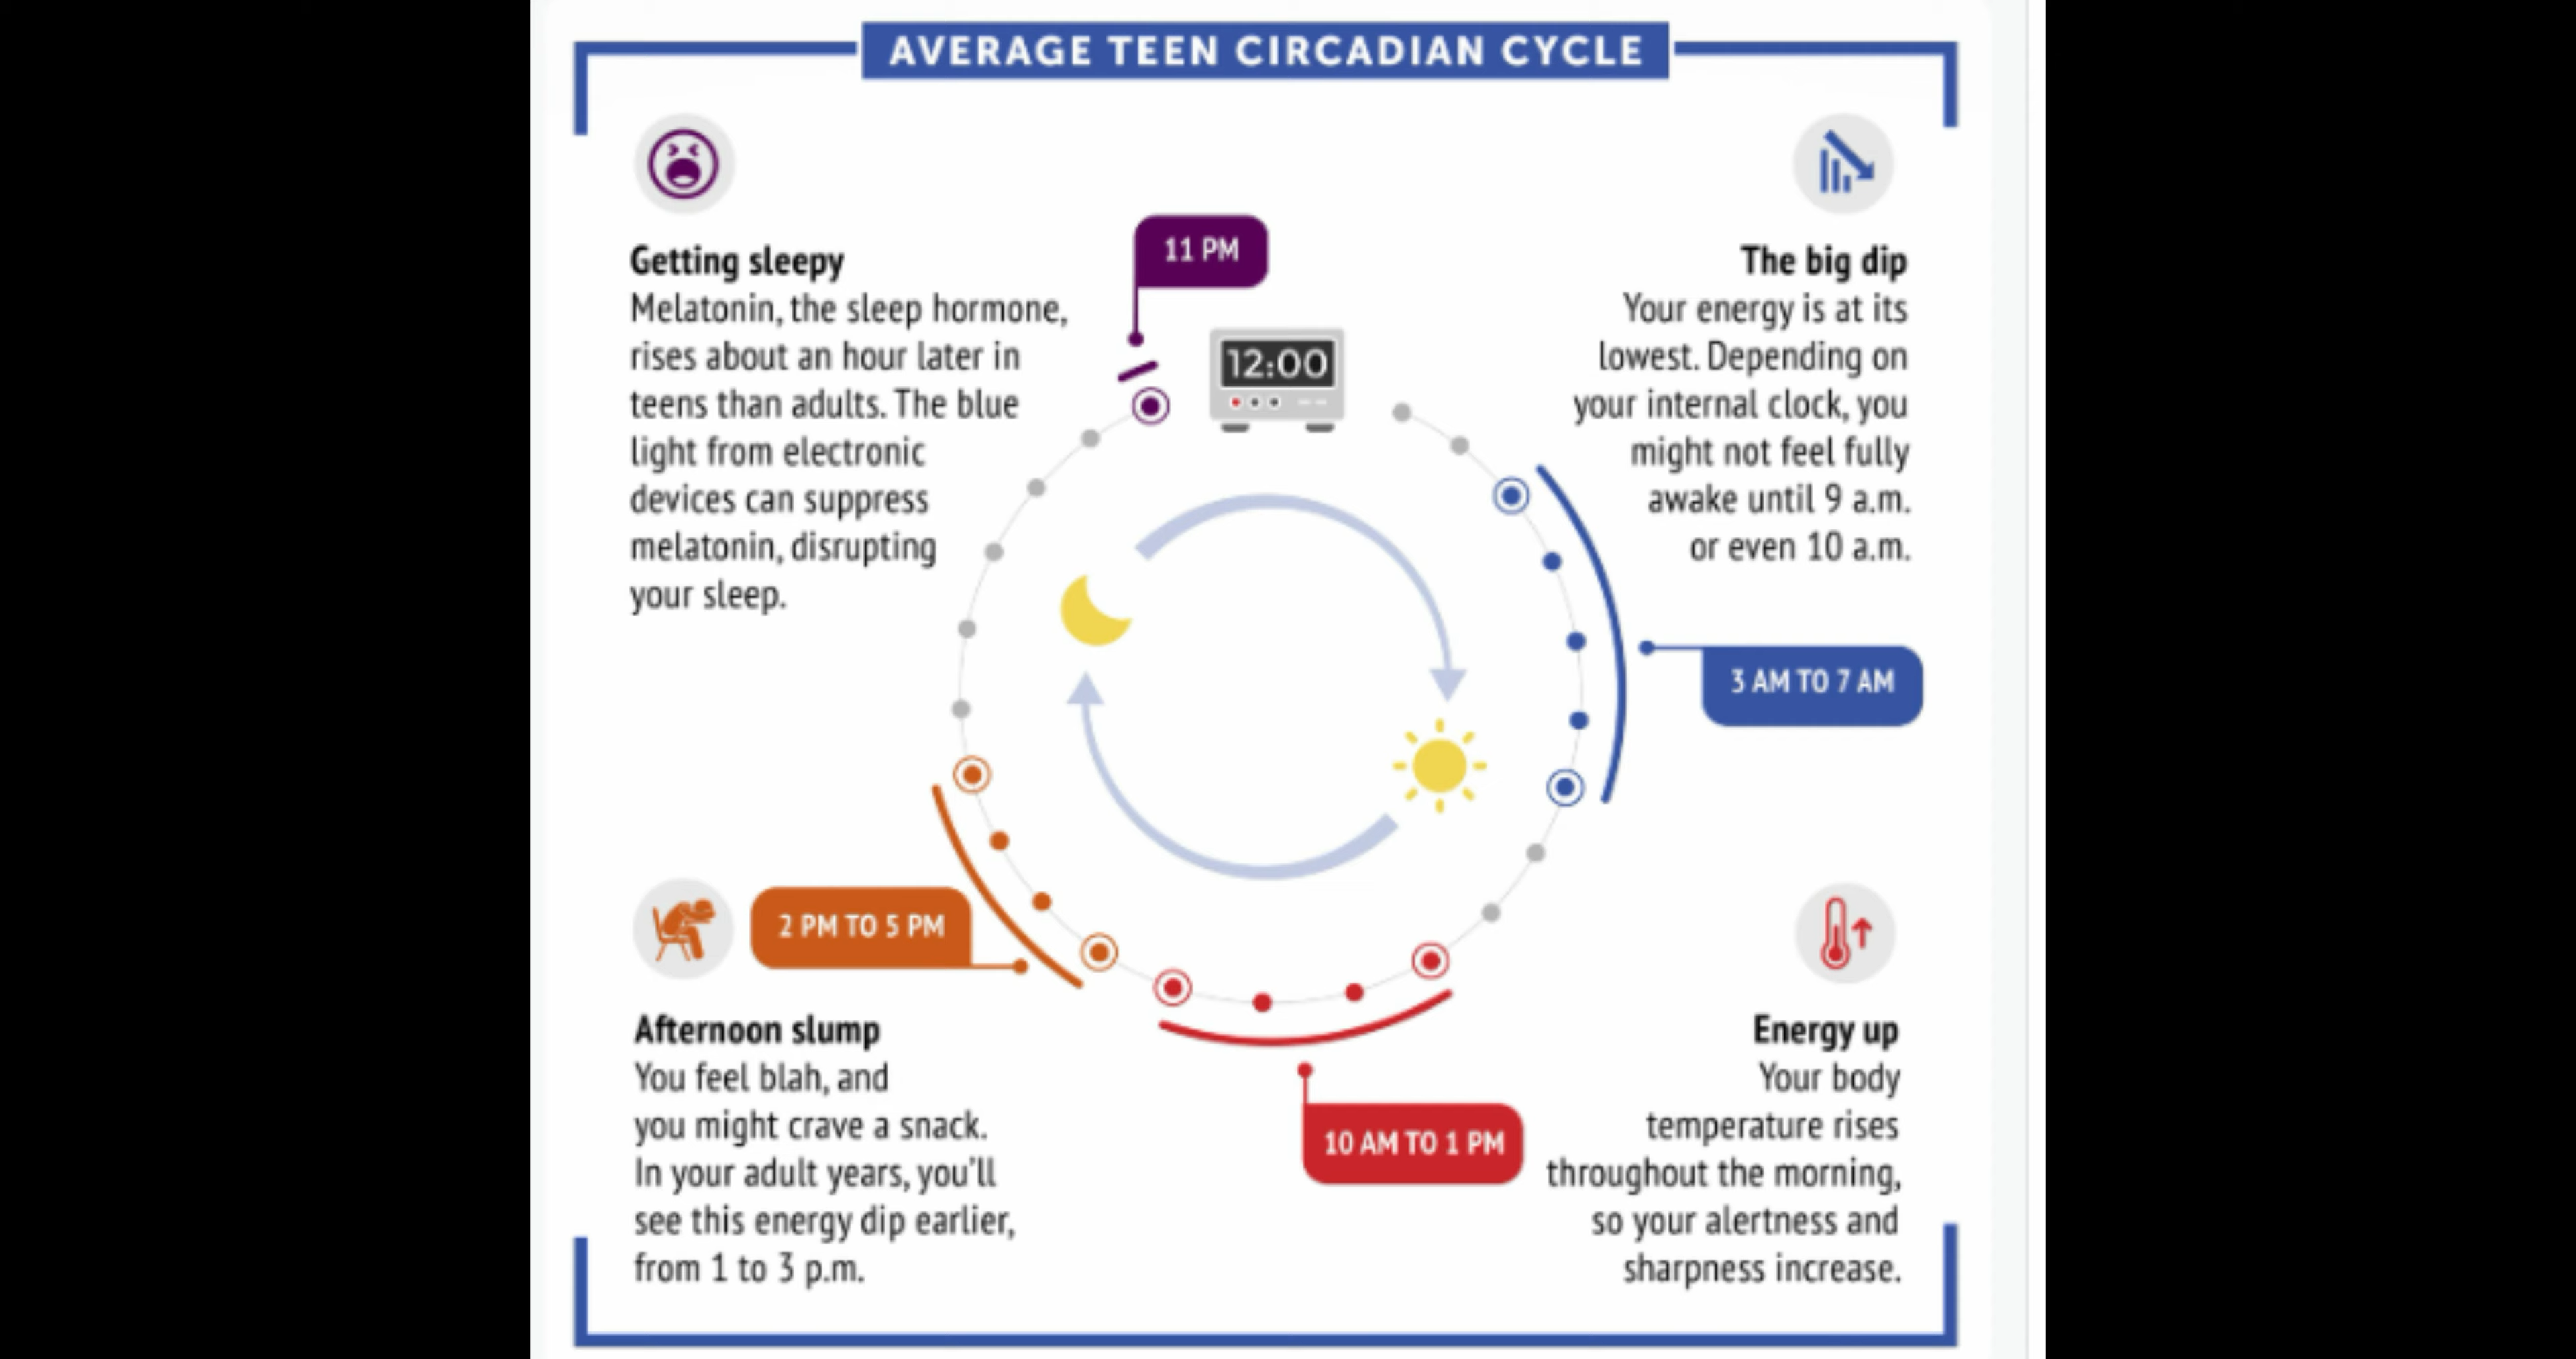 AVERAGE TEEN CIRCADIAN CYCLE
Getting sleepy
Melatonin, the sleep hormone,
rises about an hour later in
teens than adults. The blue
light from electronic
devices can suppress
melatonin, disrupting
your sleep.
11 PM
12:00
The big dip
Your energy is at its
lowest. Depending on
your internal clock, you
might not feel fully
awake until 9 a.m.
or even 10 a.m.
3 AM TO 7 AM
2 PM TO 5 PM
Afternoon slump
You feel blah, and
you might crave a snack.
In your adult years, you'll
see this energy dip earlier,
from 1 to 3 p.m.
10 AM TO 1 PM
Energy up
Your body
temperature rises
throughout the morning,
so your alertness and
sharpness increase.